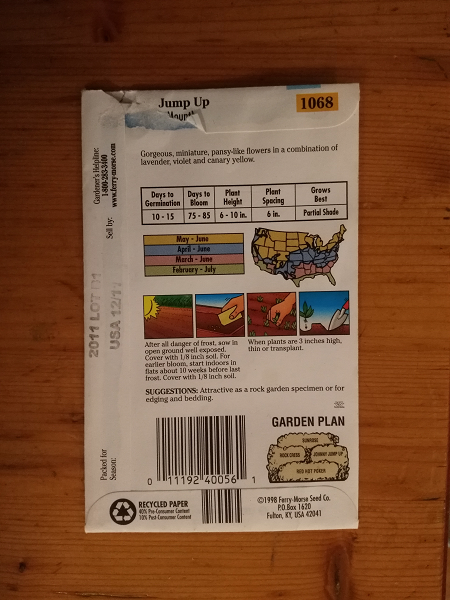 Jump Up
1068
Gorgeous, miniature, pansy-like flowers in a combination of
lavender, violet and canary yellow.
Days to Germination Days to Bloom Plant Height Plant Spacing Grows Best
10 - 15 75 - 85 6 - 10 in. 6 in. Partial Shade
May - June
April - June
March - June
February - July
After all danger of frost, sow in
open ground well exposed.
Cover with 1/8 inch soil. For
earlier bloom, start indoors in
flats about 10 weeks before last
frost. Cover with 1/8 inch soil.
When plants are 3 inches high,
thin or transplant.
SUGGESTIONS: Attractive as a rock garden specimen or for
edging and bedding.
GARDEN PLAN
SUNRISE
ROCK CRESS
JOHNNY JUMP UP
RED HOT POKER
0 11192 40056 1
RECYCLED PAPER
40% Pre-Consumer Content
10% Post-Consumer Content
©1998 Ferry-Morse Seed Co.
P.O.Box 1620
Fulton, KY, USA 42041
Gardener's Helpline:
1-800-283-3400
www.ferry-morse.com
Sell by:
2011 LOT D1
USA 12/11
Packed for
Season: